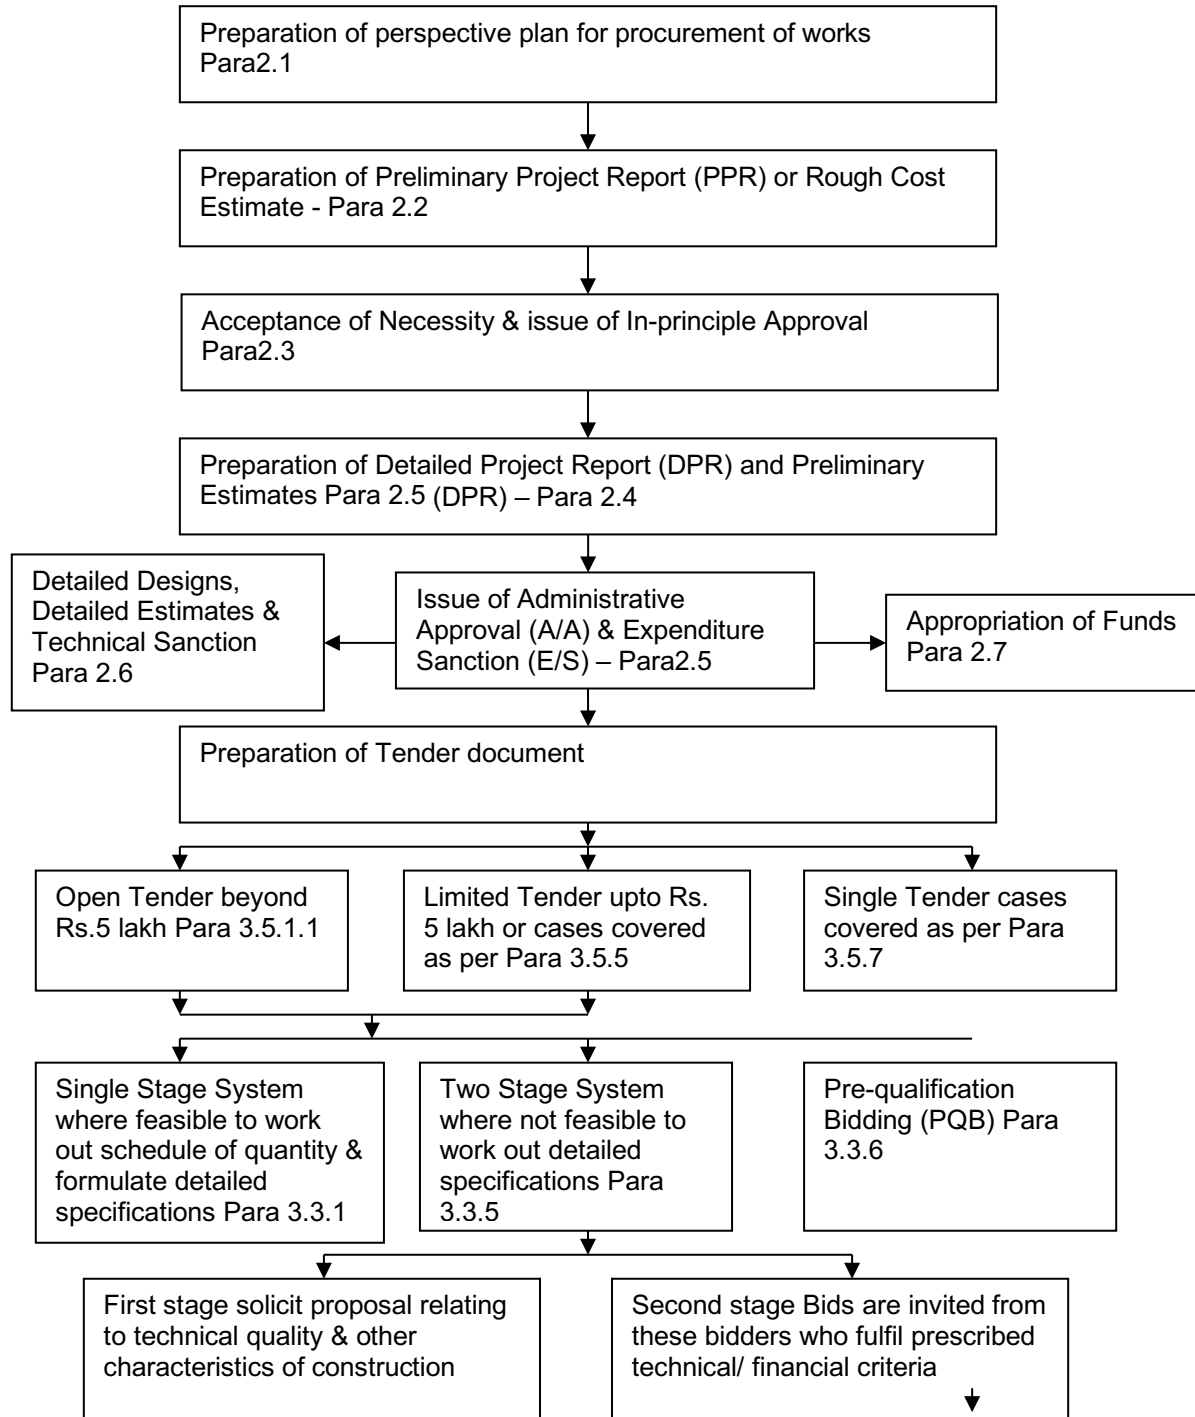 Preparation of perspective plan for procurement of works
Para2.1
Preparation of Preliminary Project Report (PPR) or Rough Cost
Estimate - Para 2.2
Acceptance of Necessity & issue of In-principle Approval
Para2.3
Preparation of Detailed Project Report (DPR) and Preliminary
Estimates Para 2.5 (DPR) – Para 2.4
Detailed Designs,
Detailed Estimates &
Technical Sanction
Para 2.6
Issue of Administrative
Approval (A/A) & Expenditure
Sanction (E/S) – Para2.5
Appropriation of Funds
Para 2.7
Preparation of Tender document
Open Tender beyond
Rs.5 lakh Para 3.5.1.1
Limited Tender upto Rs.
5 lakh or cases covered
as per Para 3.5.5
Single Tender cases
covered as per Para
3.5.7
Single Stage System
where feasible to work
out schedule of quantity &
formulate detailed
specifications Para 3.3.1
Two Stage System
where not feasible to
work out detailed
specifications Para
3.3.5
Pre-qualification
Bidding (PQB) Para
3.3.6
First stage solicit proposal relating
to technical quality & other
characteristics of construction
Second stage Bids are invited from
these bidders who fulfil prescribed
technical/ financial criteria